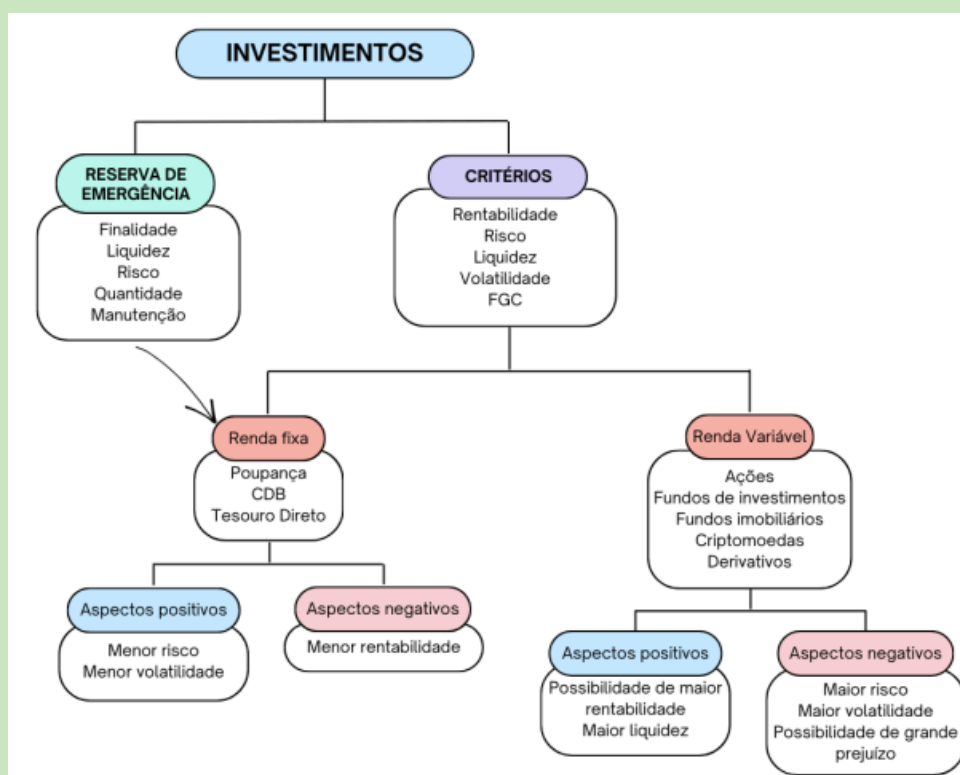 INVESTIMENTOS
RESERVA DE
EMERGÊNCIA
Finalidade
Liquidez
Risco
Quantidade
Manutenção
CRITÉRIOS
Rentabilidade
Risco
Liquidez
Volatilidade
FGC
Renda fixa
Poupança
CDB
Tesouro Direto
Aspectos positivos
Menor risco
Menor volatilidade
Aspectos negativos
Menor rentabilidade
Renda Variável
Ações
Fundos de investimentos
Fundos imobiliários
Criptomoedas
Derivativos
Aspectos positivos
Possibilidade de maior
rentabilidade
Maior liquidez
Aspectos negativos
Maior risco
Maior volatilidade
Possibilidade de grande
prejuízo